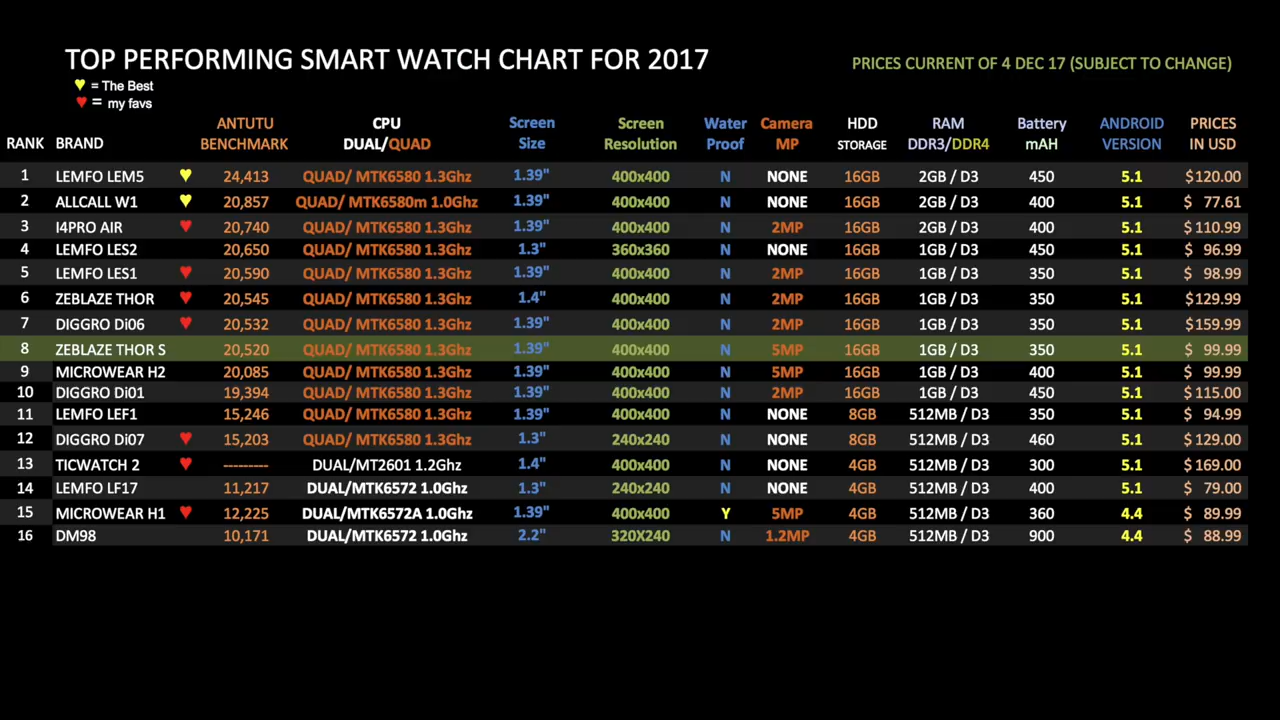 TOP PERFORMING SMART WATCH CHART FOR 2017
PRICES CURRENT OF 4 DEC 17 (SUBJECT TO CHANGE)
♥ = The Best
♥ = my favs
RANK BRAND ANTUTU BENCHMARK CPU DUAL/QUAD Screen Size Screen Resolution Water Proof Camera MP HDD STORAGE RAM DDR3/DDR4 Battery mAH ANDROID VERSION PRICES IN USD
1 LEMFO LEM5 ♥ 24,413 QUAD/ MTK6580 1.3Ghz 1.39" 400x400 N NONE 16GB 2GB / D3 450 5.1 $120.00
2 ALLCALL W1 ♥ 20,857 QUAD/ MTK6580m 1.0Ghz 1.39" 400x400 N NONE 16GB 2GB / D3 400 5.1 $ 77.61
3 I4PRO AIR ♥ 20,740 QUAD/ MTK6580 1.3Ghz 1.39" 400x400 N 2MP 16GB 2GB / D3 400 5.1 $110.99
4 LEMFO LES2 20,650 QUAD/ MTK6580 1.3Ghz 1.3" 360x360 N NONE 16GB 1GB / D3 450 5.1 $ 96.99
5 LEMFO LES1 ♥ 20,590 QUAD/ MTK6580 1.3Ghz 1.39" 400x400 N 2MP 16GB 1GB / D3 350 5.1 $ 98.99
6 ZEBLAZE THOR ♥ 20,545 QUAD/ MTK6580 1.3Ghz 1.4" 400x400 N 2MP 16GB 1GB / D3 350 5.1 $129.99
7 DIGGRO Di06 ♥ 20,532 QUAD/ MTK6580 1.3Ghz 1.39" 400x400 N 2MP 16GB 1GB / D3 350 5.1 $159.99
8 ZEBLAZE THOR S 20,520 QUAD/ MTK6580 1.3Ghz 1.39" 400x400 N 5MP 16GB 1GB / D3 350 5.1 $ 99.99
9 MICROWEAR H2 20,085 QUAD/ MTK6580 1.3Ghz 1.39" 400x400 N 5MP 16GB 1GB / D3 400 5.1 $ 99.99
10 DIGGRO Di01 19,394 QUAD/ MTK6580 1.3Ghz 1.39" 400x400 N 2MP 16GB 1GB / D3 450 5.1 $115.00
11 LEMFO LEF1 15,246 QUAD/ MTK6580 1.3Ghz 1.39" 400x400 N NONE 8GB 512MB / D3 350 5.1 $ 94.99
12 DIGGRO Di07 ♥ 15,203 QUAD/ MTK6580 1.3Ghz 1.3" 240x240 N NONE 8GB 512MB / D3 460 5.1 $129.00
13 TICWATCH 2 ♥ --------- DUAL/MT2601 1.2Ghz 1.4" 400x400 N NONE 4GB 512MB / D3 300 5.1 $169.00
14 LEMFO LF17 11,217 DUAL/MTK6572 1.0Ghz 1.3" 240x240 N NONE 4GB 512MB / D3 400 5.1 $ 79.00
15 MICROWEAR H1 ♥ 12,225 DUAL/MTK6572A 1.0Ghz 1.39" 400x400 Y 5MP 4GB 512MB / D3 360 4.4 $ 89.99
16 DM98 10,171 DUAL/MTK6572 1.0Ghz 2.2" 320X240 N 1.2MP 4GB 512MB / D3 900 4.4 $ 88.99